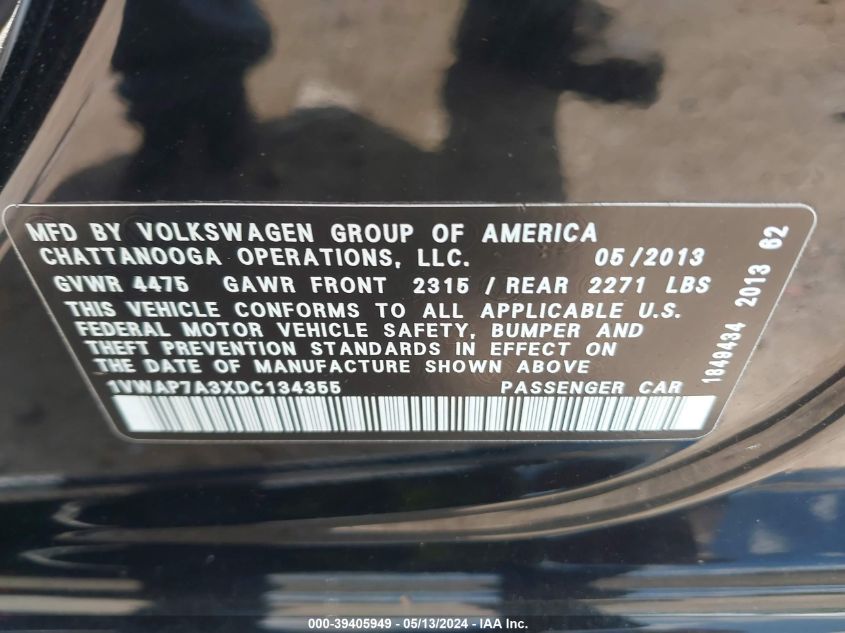 MFD BY VOLKSWAGEN GROUP OF AMERICA
CHATTANOOGA OPERATIONS, LLC. 05/2013
GVWR 4475 GAWR FRONT 2315 / REAR 2271 LBS
THIS VEHICLE CONFORMS TO ALL APPLICABLE U.S.
FEDERAL MOTOR VEHICLE SAFETY, BUMPER AND
THEFT PREVENTION STANDARDS IN EFFECT ON
THE DATE OF MANUFACTURE SHOWN ABOVE
1VWAP7A3XDC134355 PASSENGER CAR
1849434 2013 62
000-39405949 - 05/13/2024 - IAA Inc.